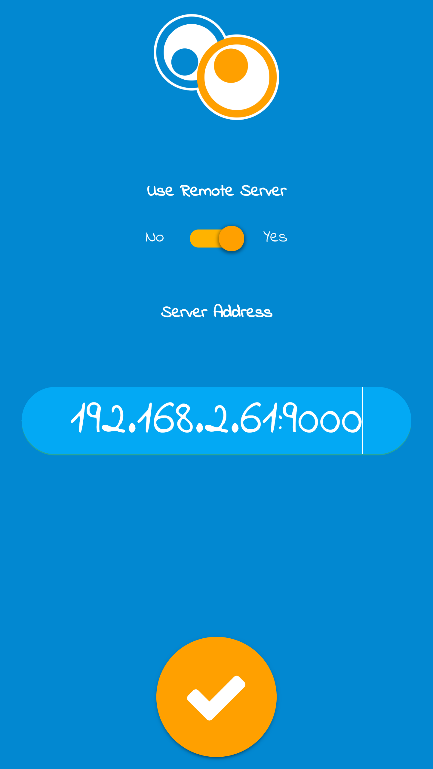 Use Remote Server
No Yes
Server Address
192.168.2.61:9000